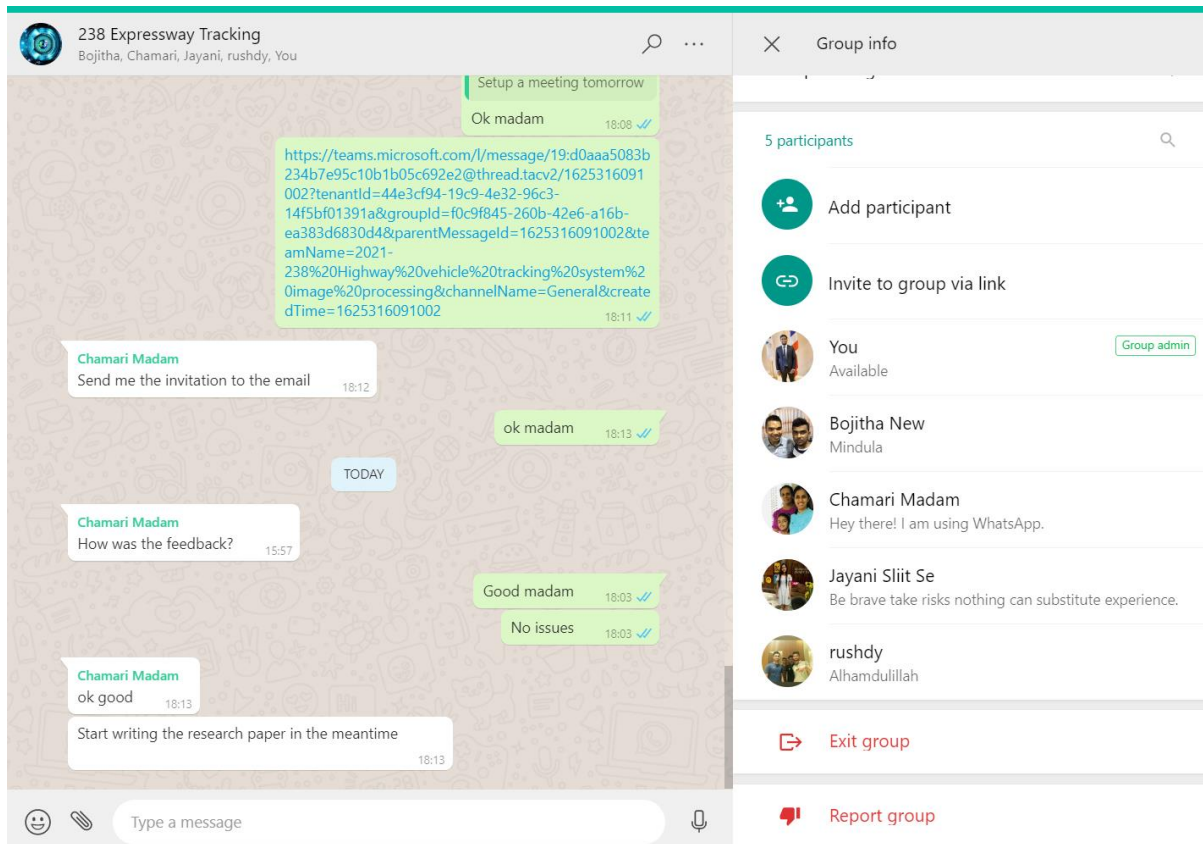 238 Expressway Tracking
Bojitha, Chamari, Jayani, rushdy, You
Setup a meeting tomorrow
Ok madam
18:08
https://teams.microsoft.com/l/message/19:d0aaa5083b
234b7e95c10b1b05c692e2@thread.tacv2/1625316091
002?tenantId=44e3cf94-19c9-4e32-96c3-
14f5bf01391a&groupId=f0c9f845-260b-42e6-a16b-
ea383d6830d4&parentMessageId=1625316091002&te
amName=2021-
238%20Highway%20vehicle%20tracking%20system%2
0image%20processing&channelName=General&create
dTime=1625316091002
18:11
Chamari Madam
Send me the invitation to the email
18:12
ok madam
18:13
TODAY
Chamari Madam
How was the feedback?
15:57
Good madam
18:03
No issues
18:03
Chamari Madam
ok good
18:13
Start writing the research paper in the meantime
18:13
Type a message
Group info
5 participants
Add participant
Invite to group via link
You
Group admin
Available
Bojitha New
Mindula
Chamari Madam
Hey there! I am using WhatsApp.
Jayani Sliit Se
Be brave take risks nothing can substitute experience.
rushdy
Alhamdulillah
Exit group
Report group